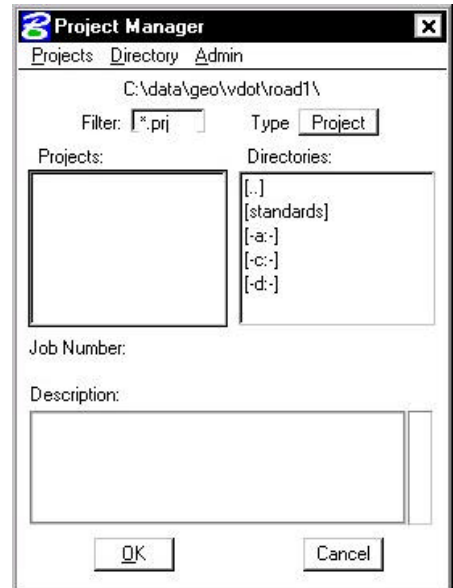 Project Manager
Projects Directory Admin
C:\data\geo\vdot\road1\
Filter: *.prj Type Project
Projects: Directories:
[..]
[standards]
[-a:-]
[-c:-]
[-d:-]
Job Number:
Description:
OK Cancel